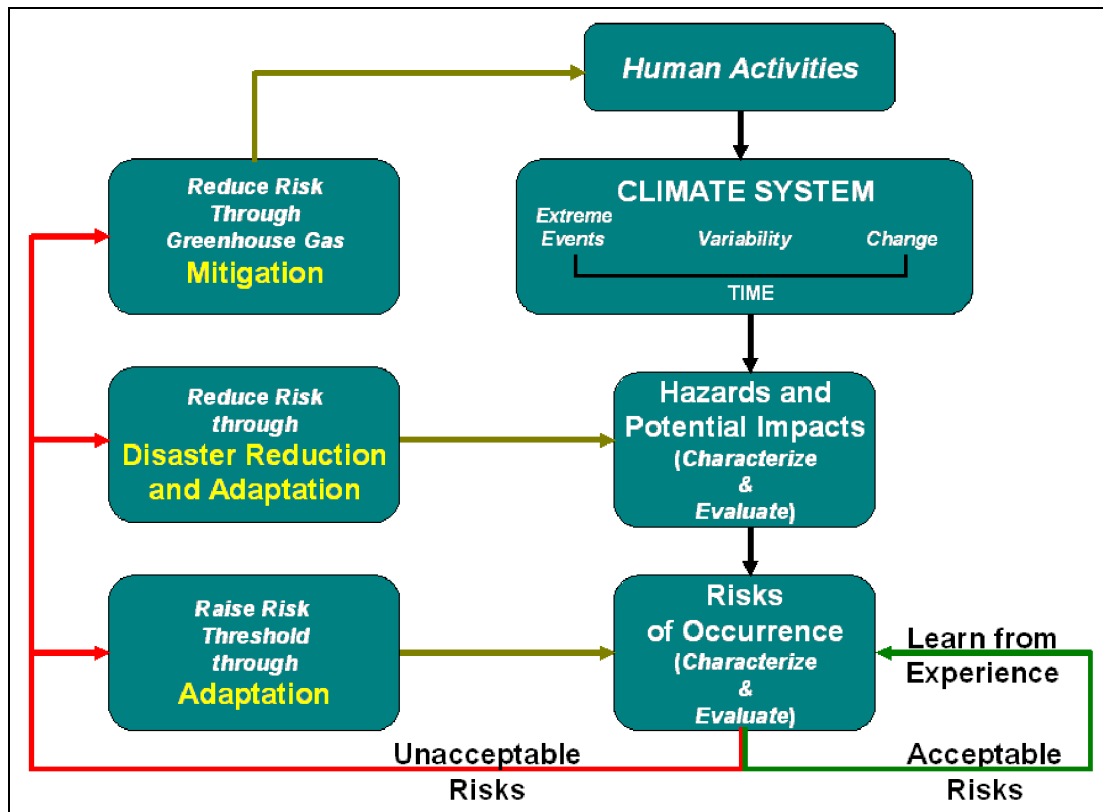 Human Activities
CLIMATE SYSTEM
Extreme
Events
Variability
Change
TIME
Reduce Risk
Through
Greenhouse Gas
Mitigation
Hazards and
Potential Impacts
(Characterize
&
Evaluate)
Reduce Risk
through
Disaster Reduction
and Adaptation
Risks
of Occurrence
(Characterize
&
Evaluate)
Raise Risk
Threshold
through
Adaptation
Learn from
Experience
Unacceptable
Risks
Acceptable
Risks